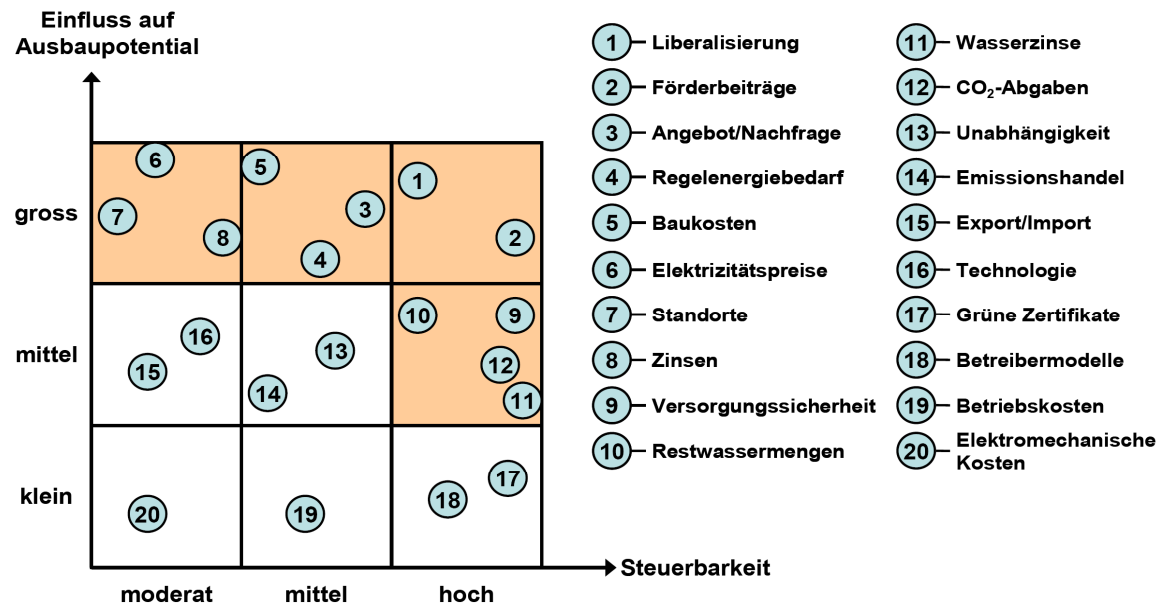 Einfluss auf
Ausbaupotential
gross
mittel
klein
6
5
1
7
3
8
2
4
10
9
16
13
12
15
14
11
17
18
20
19
moderat
mittel
hoch
Steuerbarkeit
1 Liberalisierung
2 Förderbeiträge
3 Angebot/Nachfrage
4 Regelenergiebedarf
5 Baukosten
6 Elektrizitätspreise
7 Standorte
8 Zinsen
9 Versorgungssicherheit
10 Restwassermengen
11 Wasserzinse
12 CO₂-Abgaben
13 Unabhängigkeit
14 Emissionshandel
15 Export/Import
16 Technologie
17 Grüne Zertifikate
18 Betreibermodelle
19 Betriebskosten
20 Elektromechanische
Kosten